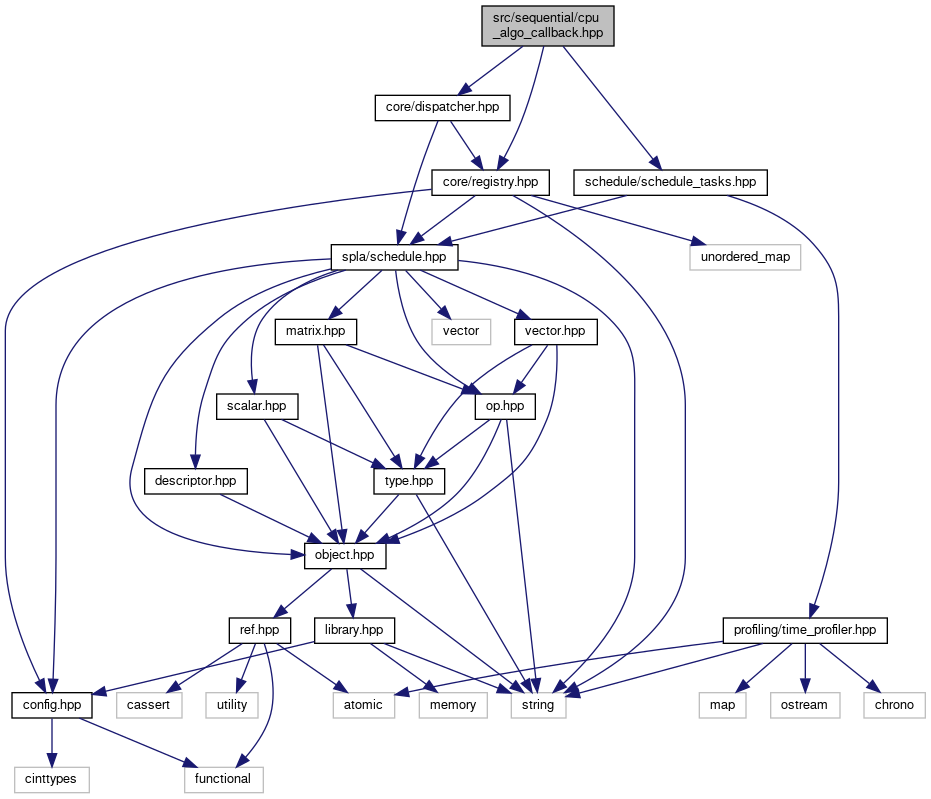 src/sequential/cpu
_algo_callback.hpp
core/dispatcher.hpp
core/registry.hpp
schedule/schedule_tasks.hpp
spla/schedule.hpp
unordered_map
matrix.hpp
vector
vector.hpp
scalar.hpp
op.hpp
descriptor.hpp
type.hpp
object.hpp
ref.hpp
library.hpp
profiling/time_profiler.hpp
config.hpp
cassert
utility
atomic
memory
string
map
ostream
chrono
cinttypes
functional